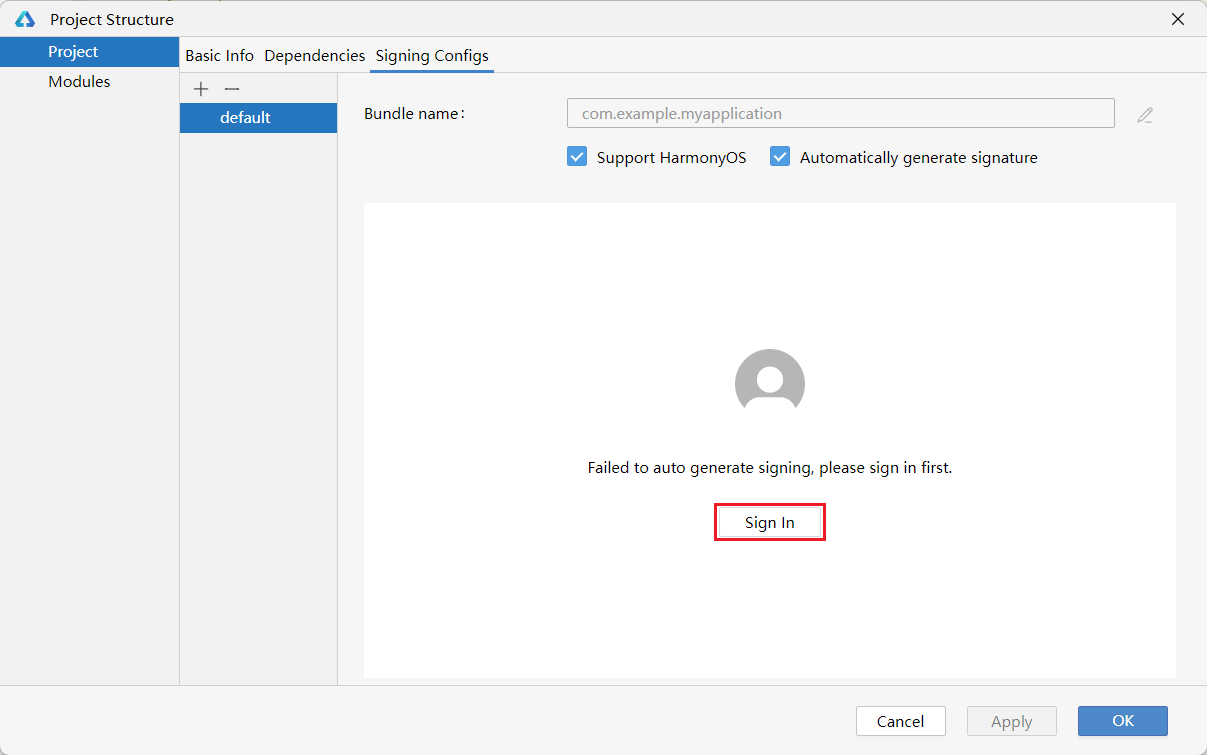 Project Structure
Project
Modules
Basic Info Dependencies Signing Configs
default
Bundle name:
com.example.myapplication
Support HarmonyOS Automatically generate signature
Failed to auto generate signing, please sign in first.
Sign In
Cancel Apply OK